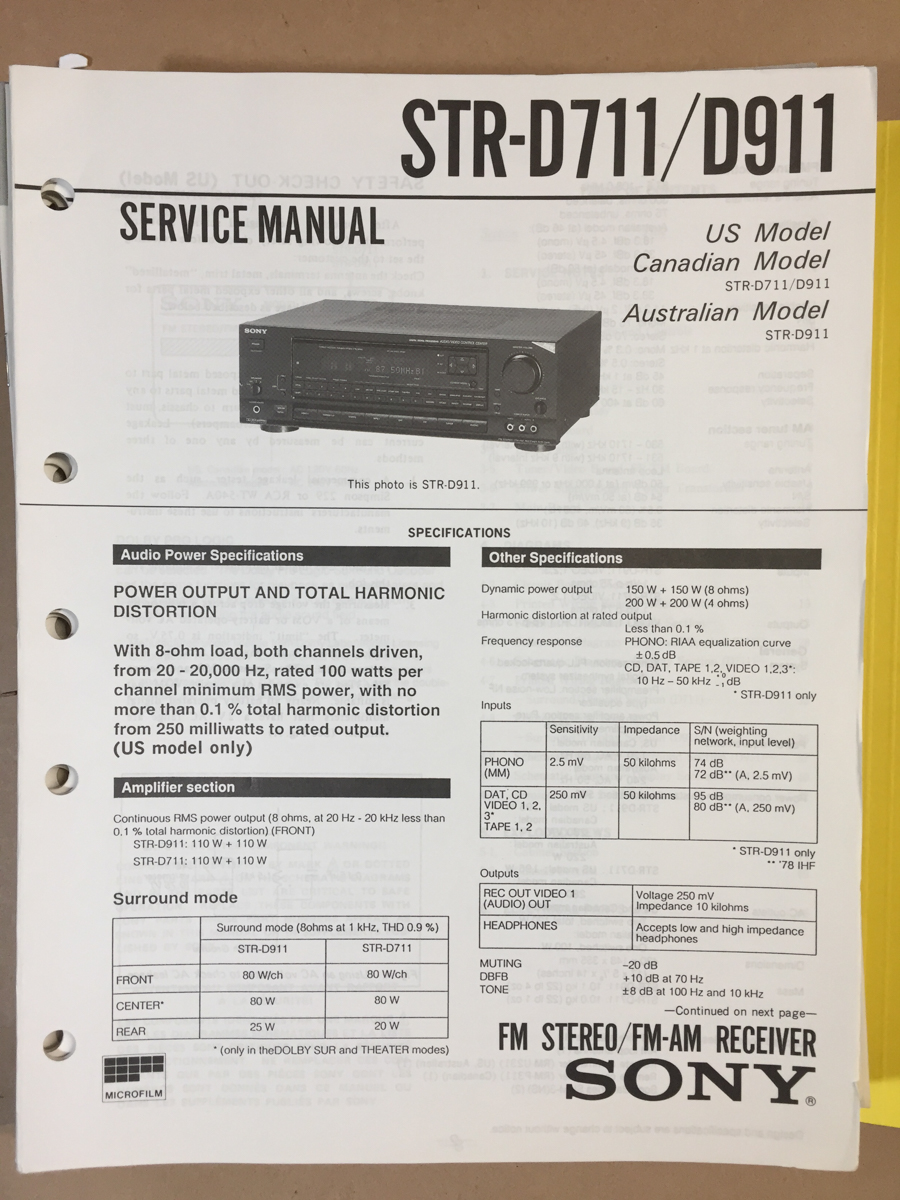 STR-D711/D911
SERVICE MANUAL
US Model
Canadian Model
STR-D711/D911
Australian Model
STR-D911
SONY
This photo is STR-D911.
SPECIFICATIONS
Audio Power Specifications
POWER OUTPUT AND TOTAL HARMONIC
DISTORTION
With 8-ohm load, both channels driven,
from 20 - 20,000 Hz, rated 100 watts per
channel minimum RMS power, with no
more than 0.1 % total harmonic distortion
from 250 milliwatts to rated output.
(US model only)
Amplifier section
Continuous RMS power output (8 ohms, at 20 Hz - 20 kHz less than
0.1 % total harmonic distortion) (FRONT)
STR-D911: 110 W + 110 W
STR-D711: 110 W + 110 W
Surround mode
Surround mode (8ohms at 1 kHz, THD 0.9 %)
STR-D911 STR-D711
FRONT 80 W/ch 80 W/ch
CENTER* 80 W 80 W
REAR 25 W 20 W
* (only in theDOLBY SUR and THEATER modes)
MICROFILM
Other Specifications
Dynamic power output 150 W + 150 W (8 ohms)
200 W + 200 W (4 ohms)
Harmonic distortion at rated output
Less than 0.1 %
Frequency response PHONO: RIAA equalization curve
±0.5 dB
CD, DAT, TAPE 1,2, VIDEO 1,2,3*:
10 Hz – 50 kHz +0 -1 dB
* STR-D911 only
Inputs
Sensitivity Impedance S/N (weighting
network, input level)
PHONO 2.5 mV 50 kilohms 74 dB
(MM) 72 dB** (A, 2.5 mV)
DAT, CD 250 mV 50 kilohms 95 dB
VIDEO 1, 2, 80 dB** (A, 250 mV)
3*
TAPE 1, 2
* STR-D911 only
** '78 IHF
Outputs
REC OUT VIDEO 1 Voltage 250 mV
(AUDIO) OUT Impedance 10 kilohms
HEADPHONES Accepts low and high impedance
headphones
MUTING –20 dB
DBFB +10 dB at 70 Hz
TONE ±8 dB at 100 Hz and 10 kHz
—Continued on next page—
FM STEREO/FM-AM RECEIVER
SONY®